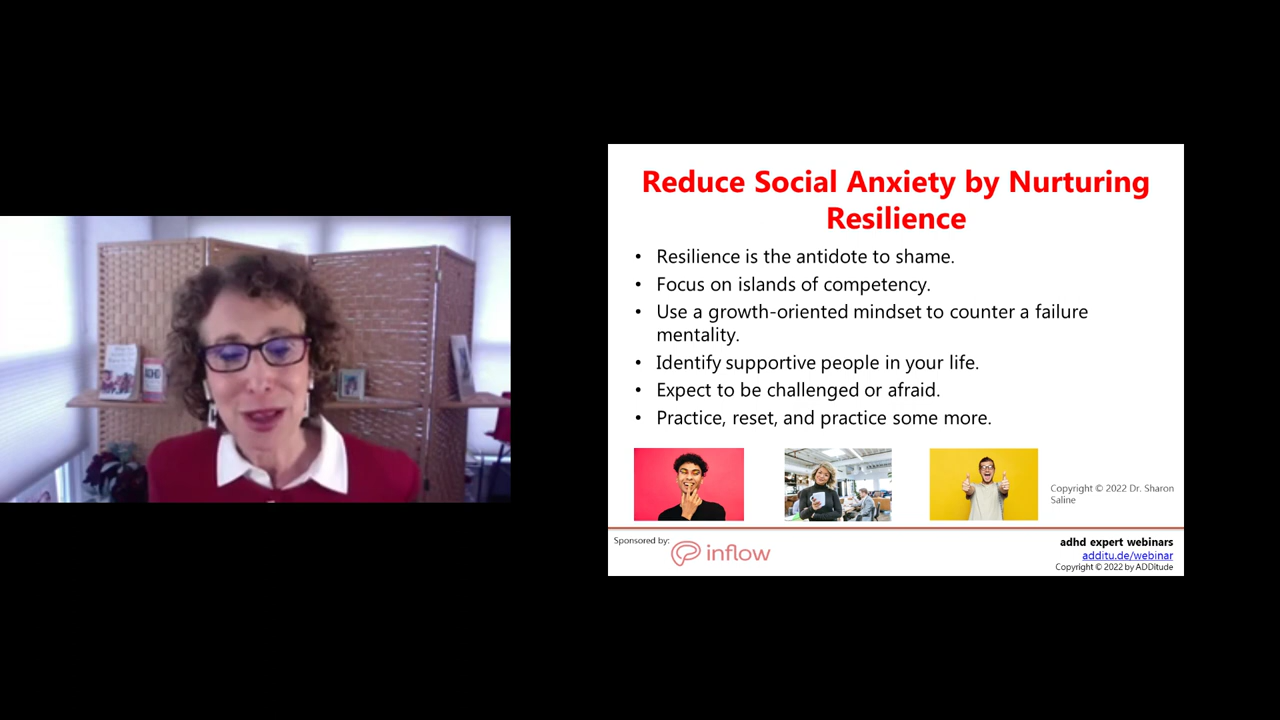 Reduce Social Anxiety by Nurturing
Resilience
• Resilience is the antidote to shame.
• Focus on islands of competency.
• Use a growth-oriented mindset to counter a failure
mentality.
• Identify supportive people in your life.
• Expect to be challenged or afraid.
• Practice, reset, and practice some more.
Copyright © 2022 Dr. Sharon
Saline
Sponsored by:
inflow
adhd expert webinars
additu.de/webinar
Copyright © 2022 by ADDitude
ADHD